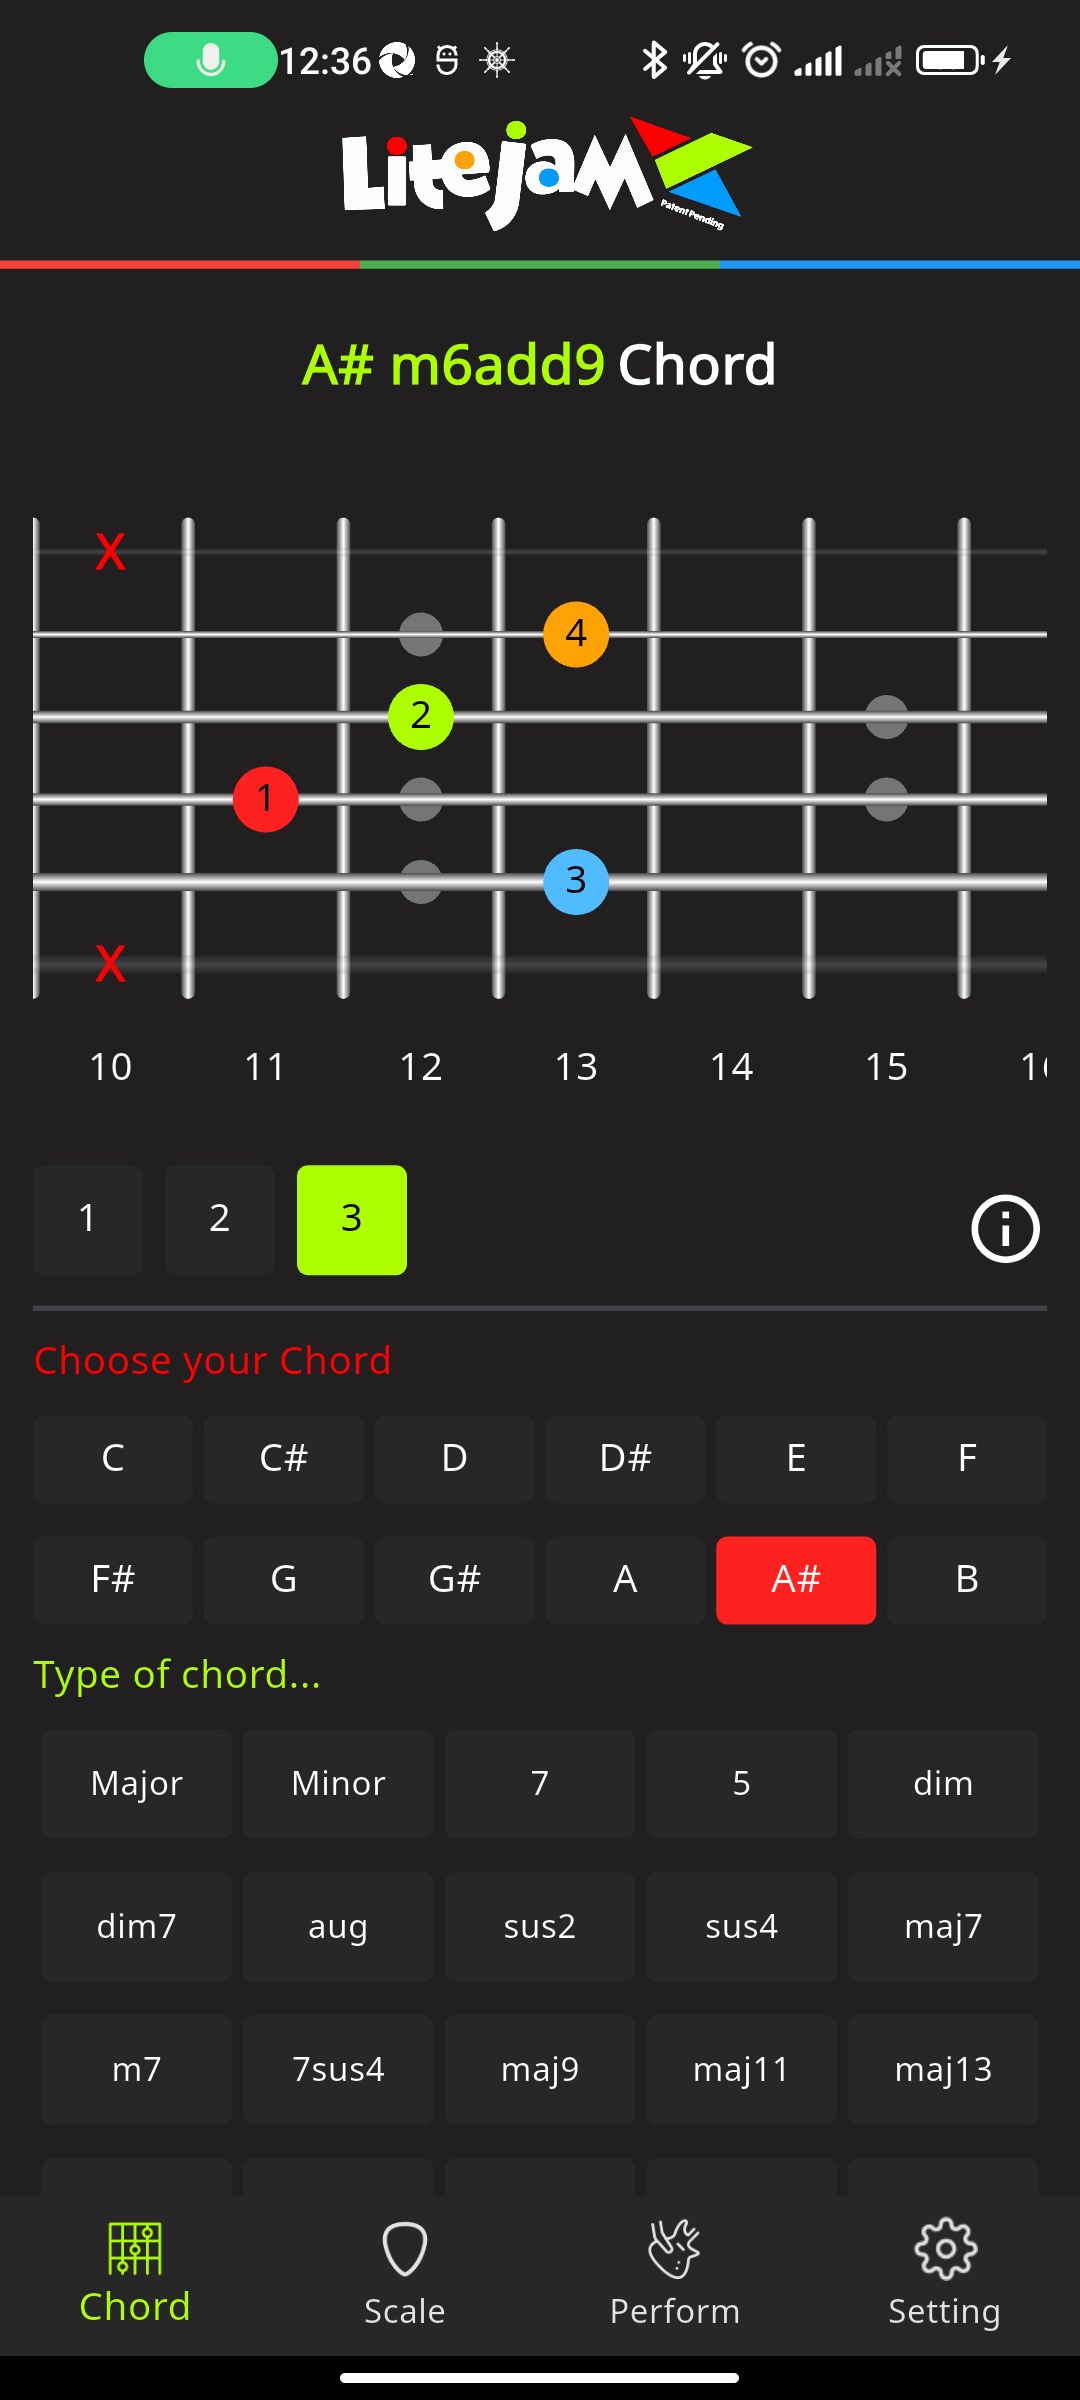 12:36
Litejam
Patent Pending
A# m6add9 Chord
X
4
2
1
3
X
10 11 12 13 14 15
1 2 3
Choose your Chord
C C# D D# E F
F# G G# A A# B
Type of chord...
Major Minor 7 5 dim
dim7 aug sus2 sus4 maj7
m7 7sus4 maj9 maj11 maj13
Chord Scale Perform Setting